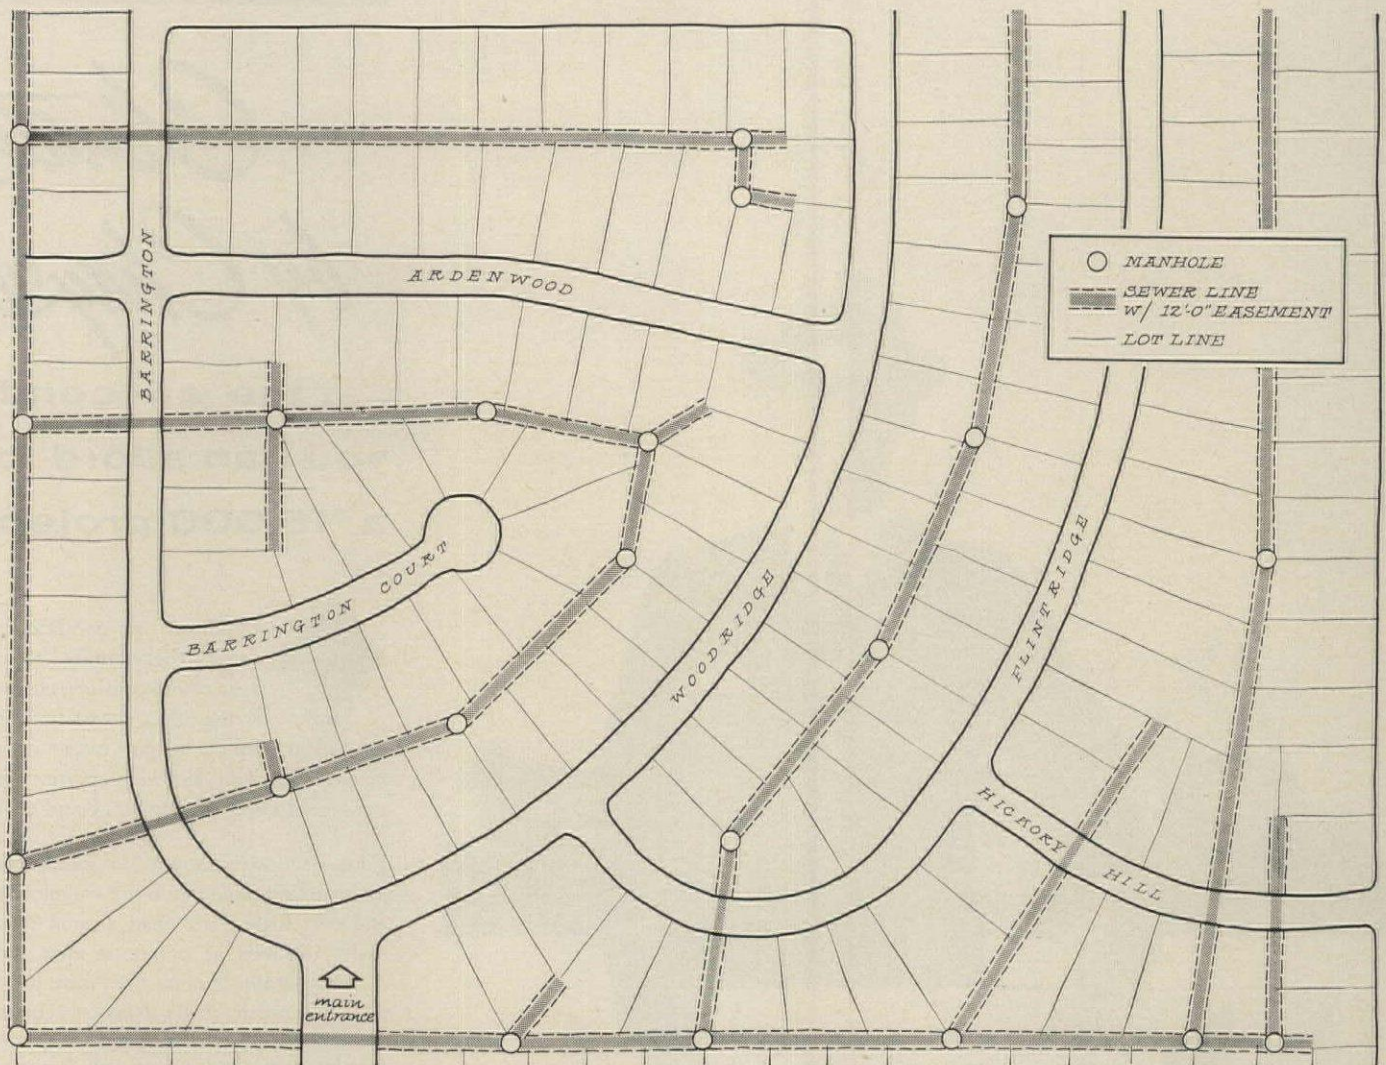 BARRINGTON
ARDENWOOD
MANHOLE
SEWER LINE
W/ 12'-0" EASEMENT
LOT LINE
BARRINGTON COURT
WOODRIDGE
FLINTRIDGE
HICKORY HILL
main
entrance